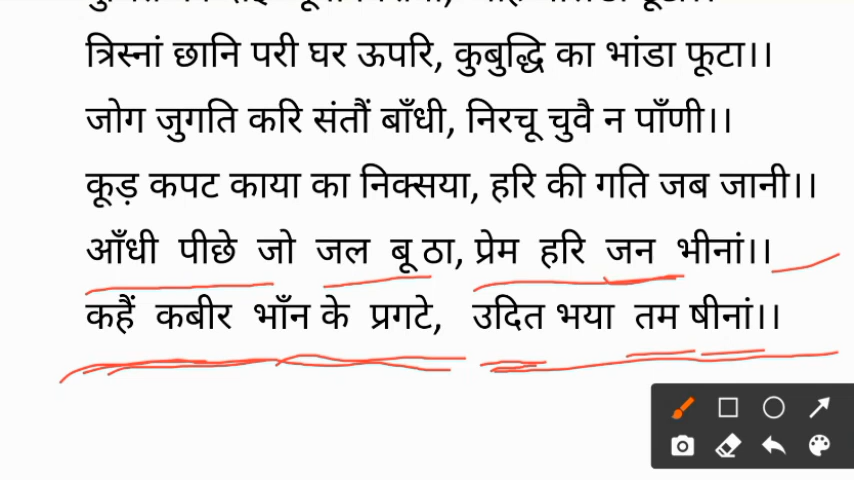 त्रिस्नां छानि परी घर ऊपरि, कुबुद्धि का भांडा फूटा।।
जोग जुगति करि संतौं बाँधी, निरचू चुवै न पाँणी।।
कूड़ कपट काया का निक्सया, हरि की गति जब जानी।।
आँधी पीछे जो जल बू ठा, प्रेम हरि जन भीनां।।
कहैं कबीर भाँन के प्रगटे, उदित भया तम षीनां।।